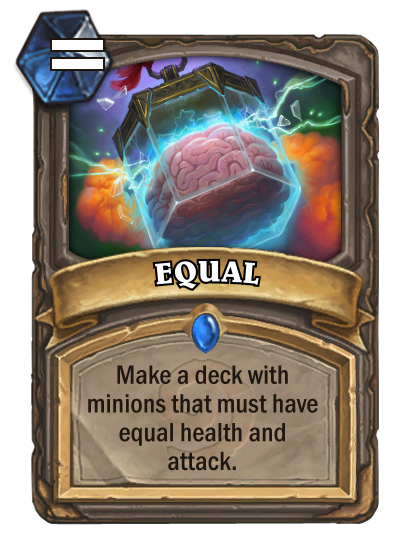 =
EQUAL
Make a deck with
minions that must have
equal health and
attack.